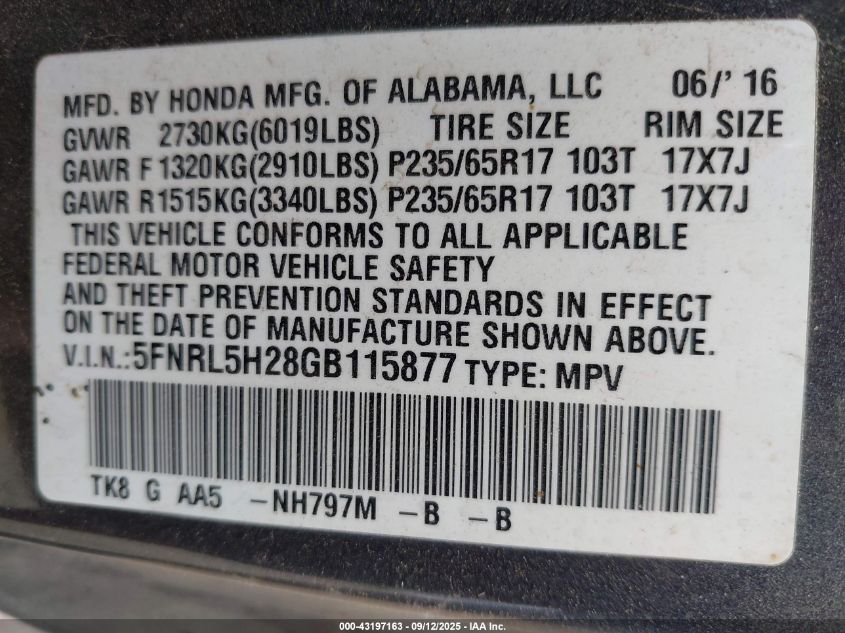 MFD. BY HONDA MFG. OF ALABAMA, LLC 06/' 16
GVWR 2730KG(6019LBS) TIRE SIZE RIM SIZE
GAWR F 1320KG(2910LBS) P235/65R17 103T 17X7J
GAWR R1515KG(3340LBS) P235/65R17 103T 17X7J
THIS VEHICLE CONFORMS TO ALL APPLICABLE
FEDERAL MOTOR VEHICLE SAFETY
AND THEFT PREVENTION STANDARDS IN EFFECT
ON THE DATE OF MANUFACTURE SHOWN ABOVE.
V.I.N.:5FNRL5H28GB115877 TYPE: MPV
TK8 G AA5 -NH797M -B -B
000-43197163 - 09/12/2025 - IAA Inc.